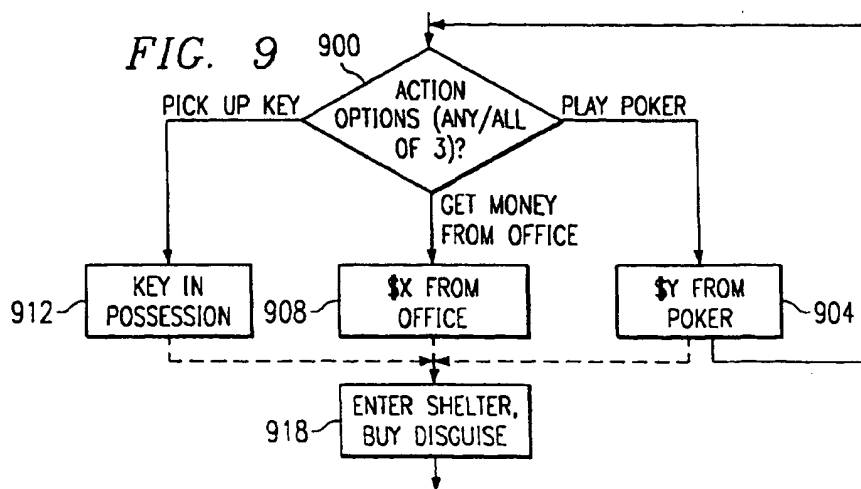 FIG. 9
900
ACTION
OPTIONS (ANY/ALL
OF 3)?
PICK UP KEY
PLAY POKER
GET MONEY
FROM OFFICE
KEY IN
POSSESSION
912
$X FROM
OFFICE
908
$Y FROM
POKER
904
ENTER SHELTER,
BUY DISGUISE
918